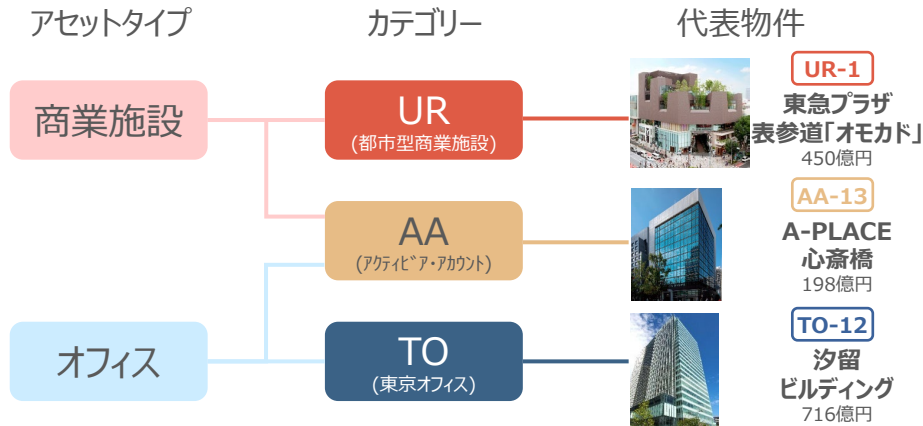 アセットタイプ
カテゴリー
代表物件
商業施設
UR
(都市型商業施設)
UR-1
東急プラザ
表参道「オモカド」
450億円
AA
(アクティビア・アカウント)
AA-13
A-PLACE
心斎橋
198億円
オフィス
TO
(東京オフィス)
TO-12
汐留
ビルディング
716億円